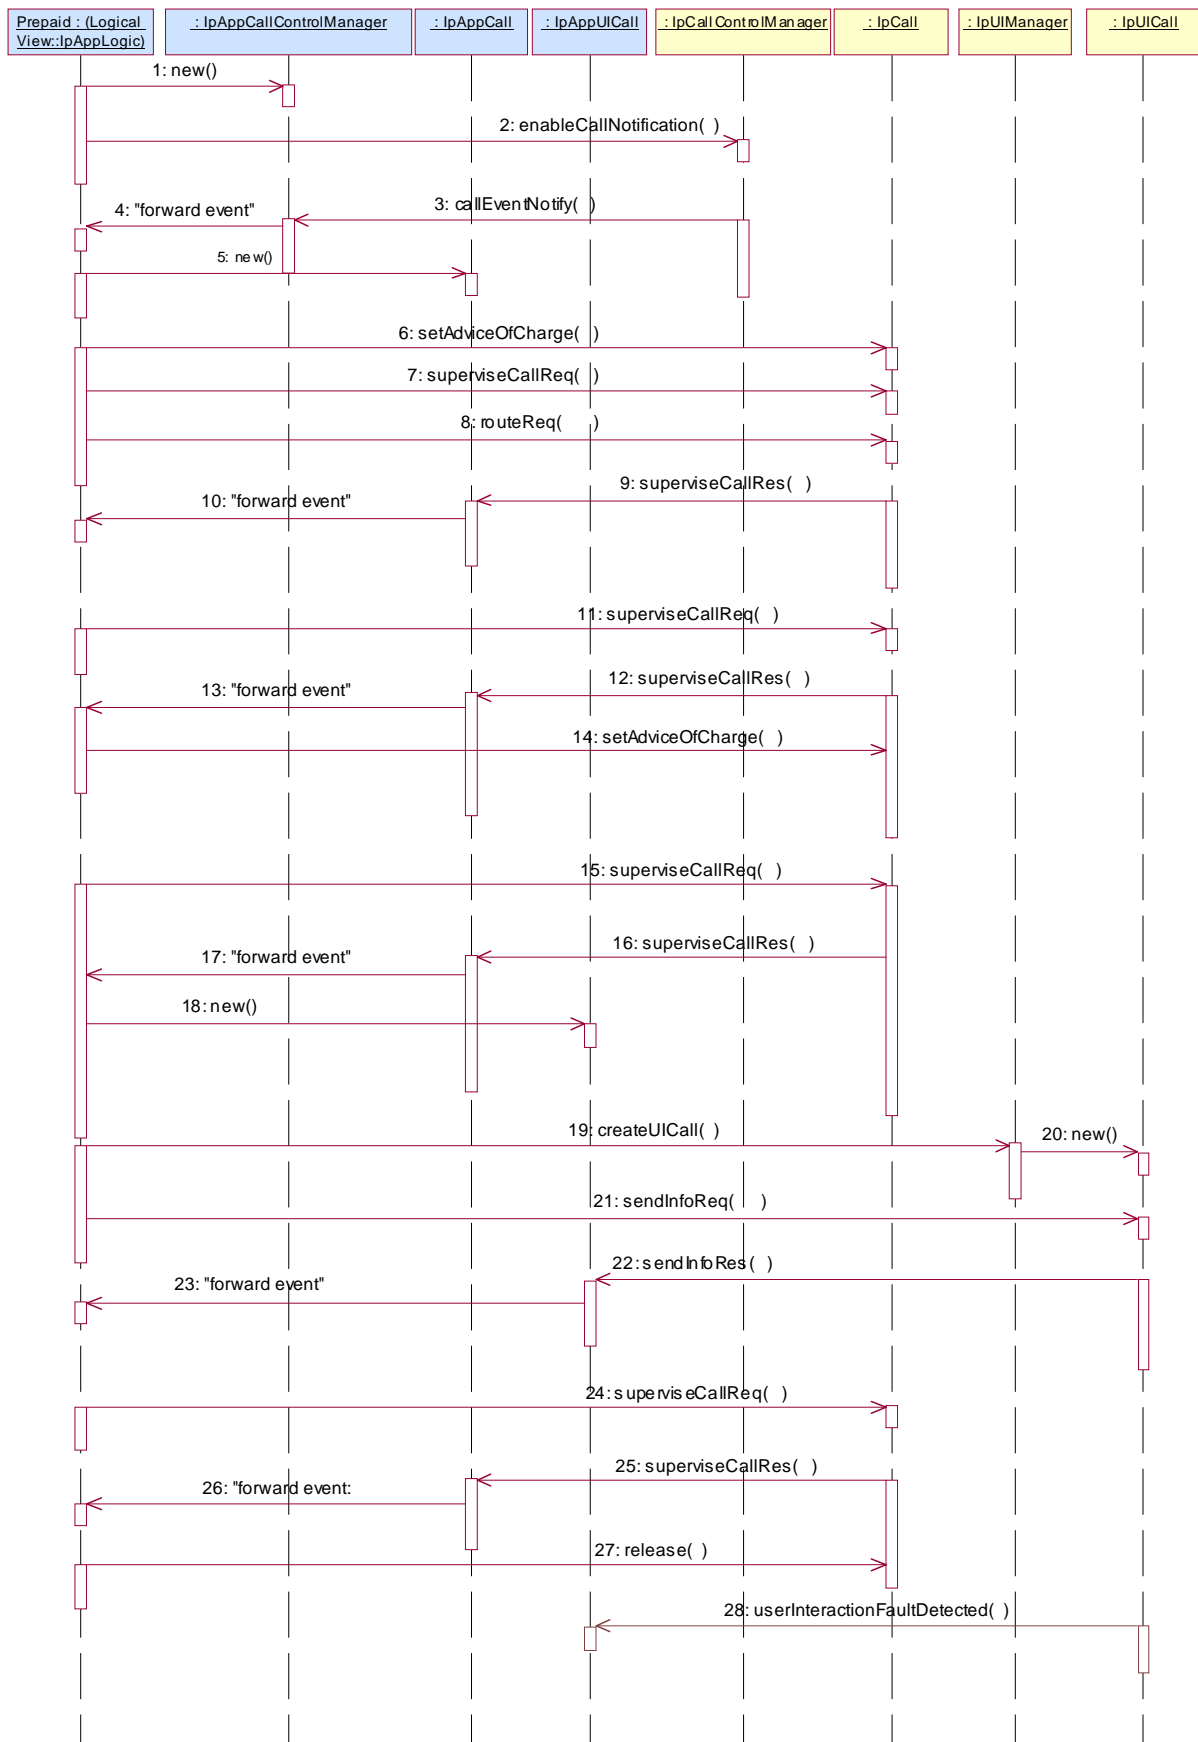 Prepaid : (Logical
View::IpAppLogic)
: IpAppCallControlManager
: IpAppCall
: IpAppUICall
: IpCallControlManager
: IpCall
: IpUIManager
: IpUICall
1: new()
2: enableCallNotification( )
3: callEventNotify( )
4: "forward event"
5: new()
6: setAdviceOfCharge( )
7: superviseCallReq( )
8: routeReq( )
9: superviseCallRes( )
10: "forward event"
11: superviseCallReq( )
12: superviseCallRes( )
13: "forward event"
14: setAdviceOfCharge( )
15: superviseCallReq( )
16: superviseCallRes( )
17: "forward event"
18: new()
19: createUICall( )
20: new()
21: sendInfoReq( )
22: sendInfoRes( )
23: "forward event"
24: superviseCallReq( )
25: superviseCallRes( )
26: "forward event:
27: release( )
28: userInteractionFaultDetected( )